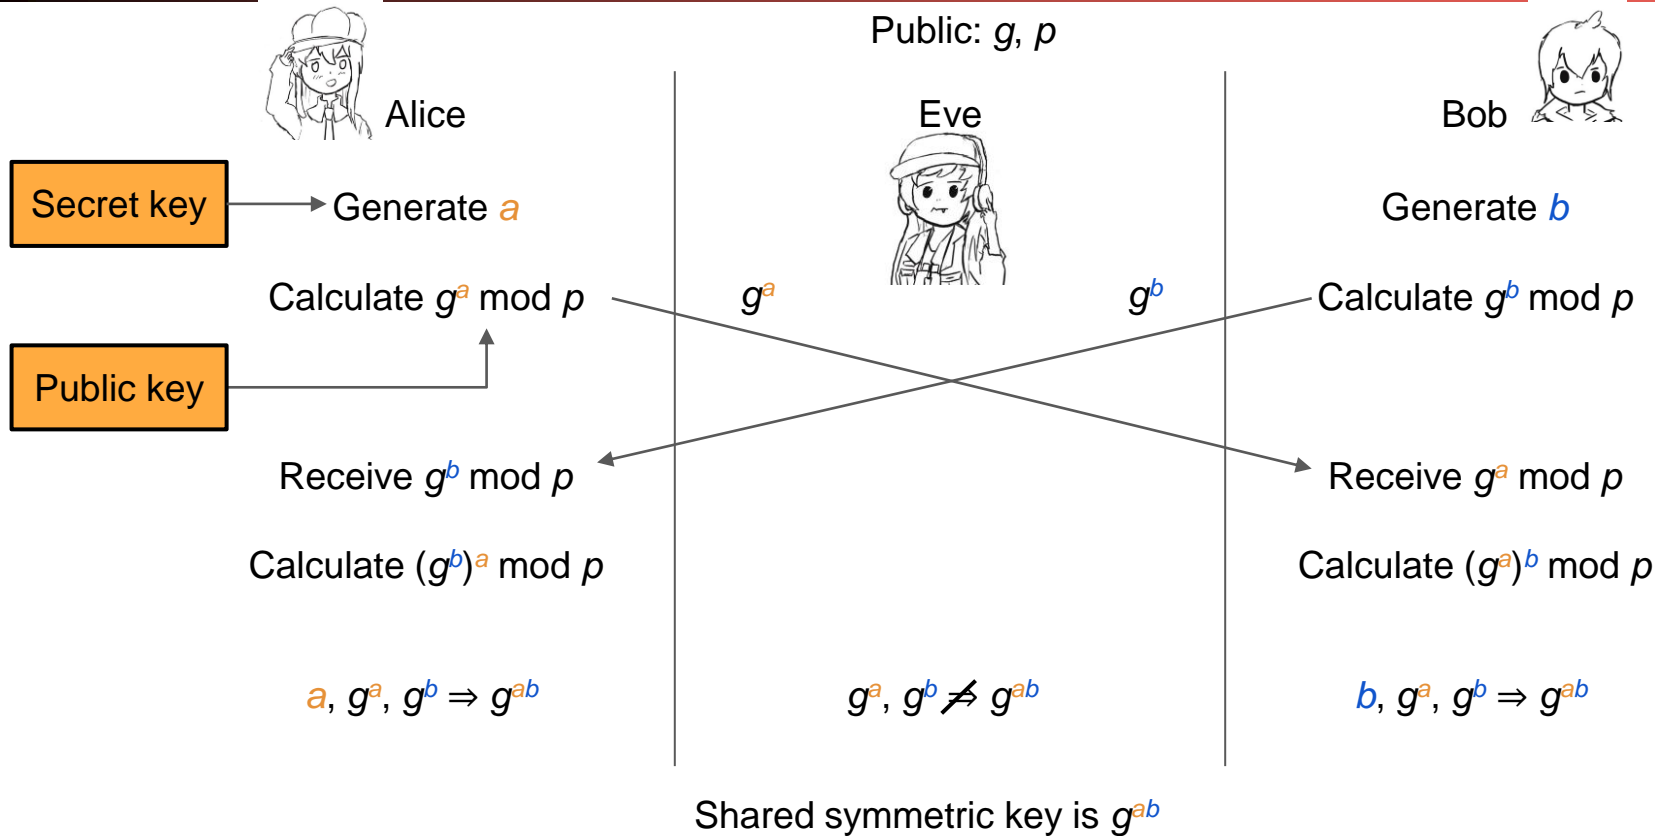 Public: g, p
Alice
Eve
Bob
Secret key
Generate a
Generate b
Calculate gᵃ mod p
gᵃ
gᵇ
Calculate gᵇ mod p
Public key
Receive gᵇ mod p
Receive gᵃ mod p
Calculate (gᵇ)ᵃ mod p
Calculate (gᵃ)ᵇ mod p
a, gᵃ, gᵇ ⇒ gᵃᵇ
gᵃ, gᵇ ⇏ gᵃᵇ
b, gᵃ, gᵇ ⇒ gᵃᵇ
Shared symmetric key is gᵃᵇ